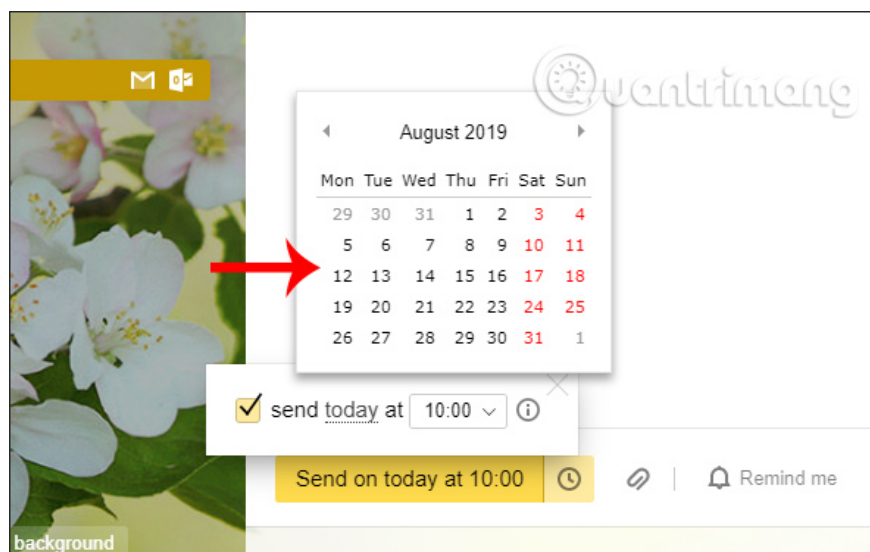 Quantrimang
August 2019
Mon Tue Wed Thu Fri Sat Sun
29 30 31 1 2 3 4
5 6 7 8 9 10 11
12 13 14 15 16 17 18
19 20 21 22 23 24 25
26 27 28 29 30 31 1
send today at 10:00
Send on today at 10:00
Remind me
background